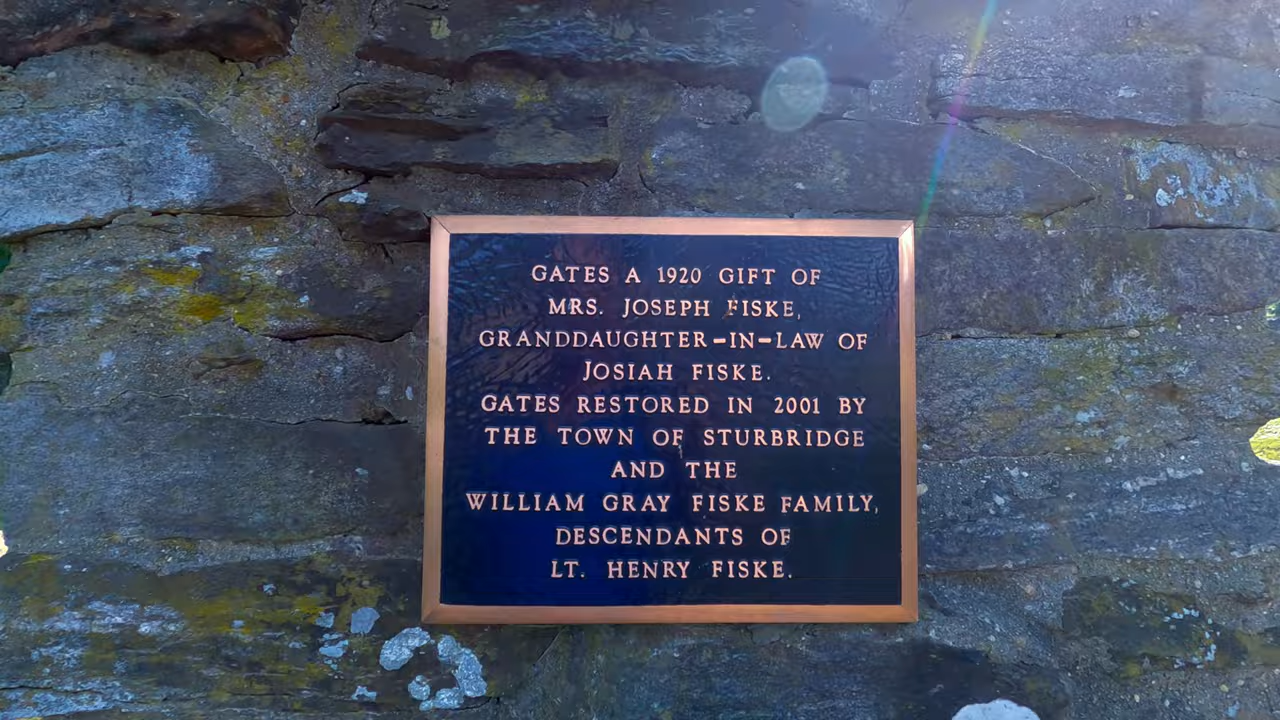 GATES A 1920 GIFT OF
MRS. JOSEPH FISKE,
GRANDDAUGHTER-IN-LAW OF
JOSIAH FISKE.
GATES RESTORED IN 2001 BY
THE TOWN OF STURBRIDGE
AND THE
WILLIAM GRAY FISKE FAMILY,
DESCENDANTS OF
LT. HENRY FISKE.